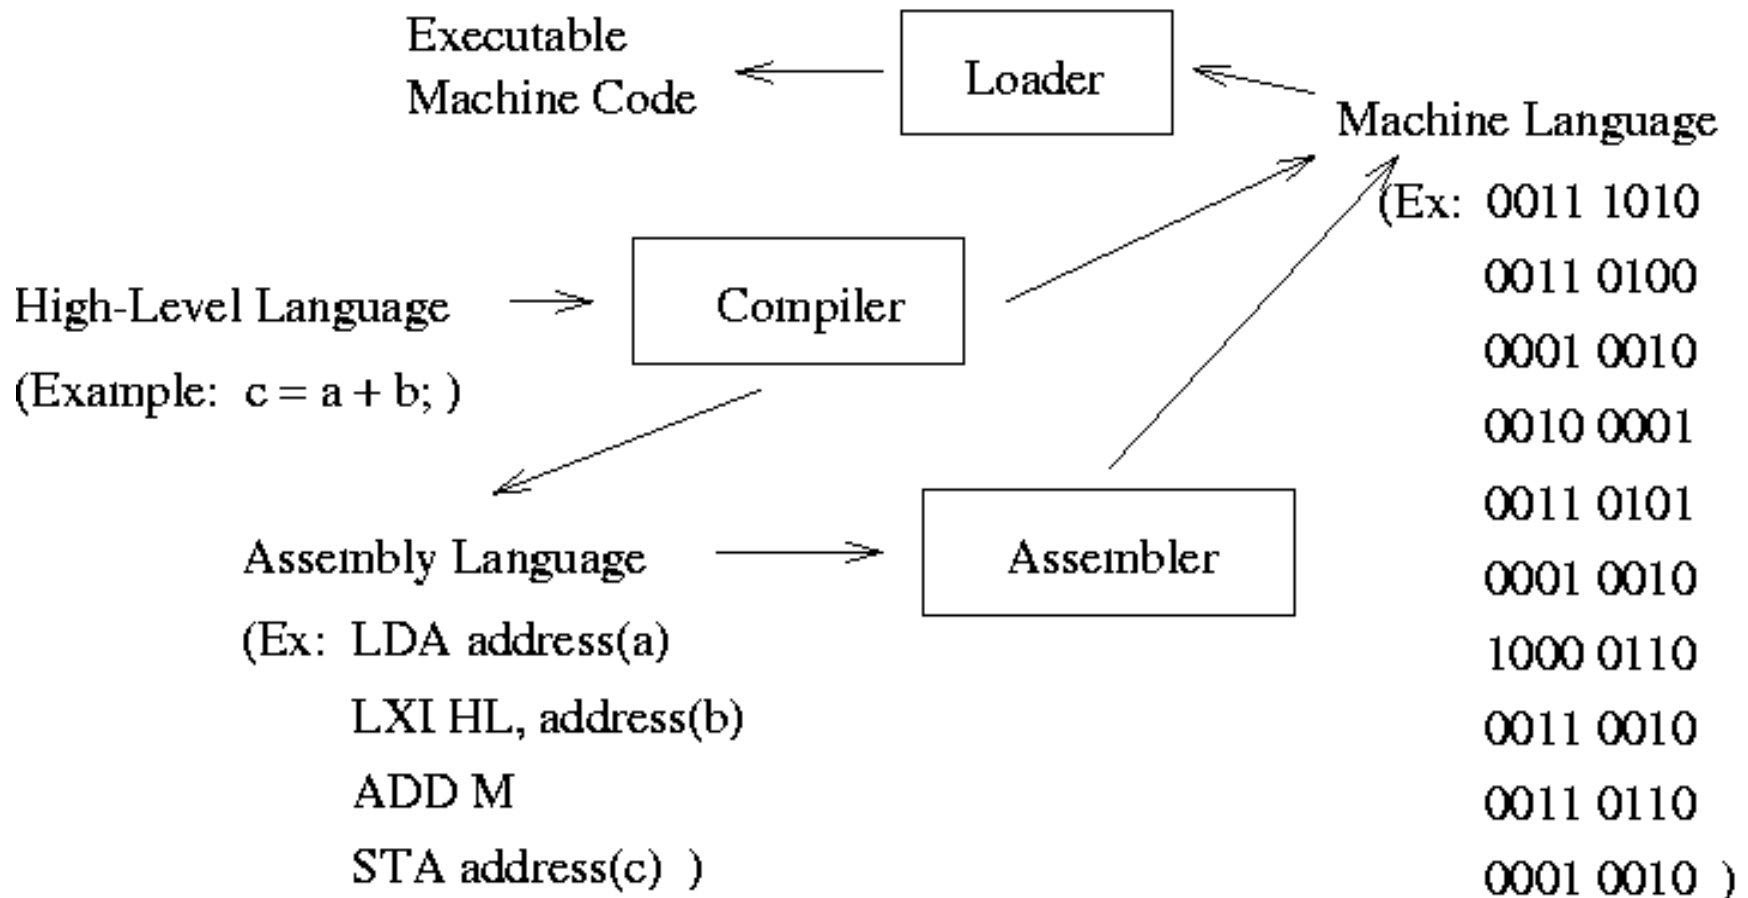 Executable
Machine Code
Loader
Machine Language
(Ex: 0011 1010
0011 0100
0001 0010
0010 0001
0011 0101
0001 0010
1000 0110
0011 0010
0011 0110
0001 0010 )
High-Level Language
(Example: c = a + b; )
Compiler
Assembly Language
(Ex: LDA address(a)
LXI HL, address(b)
ADD M
STA address(c) )
Assembler